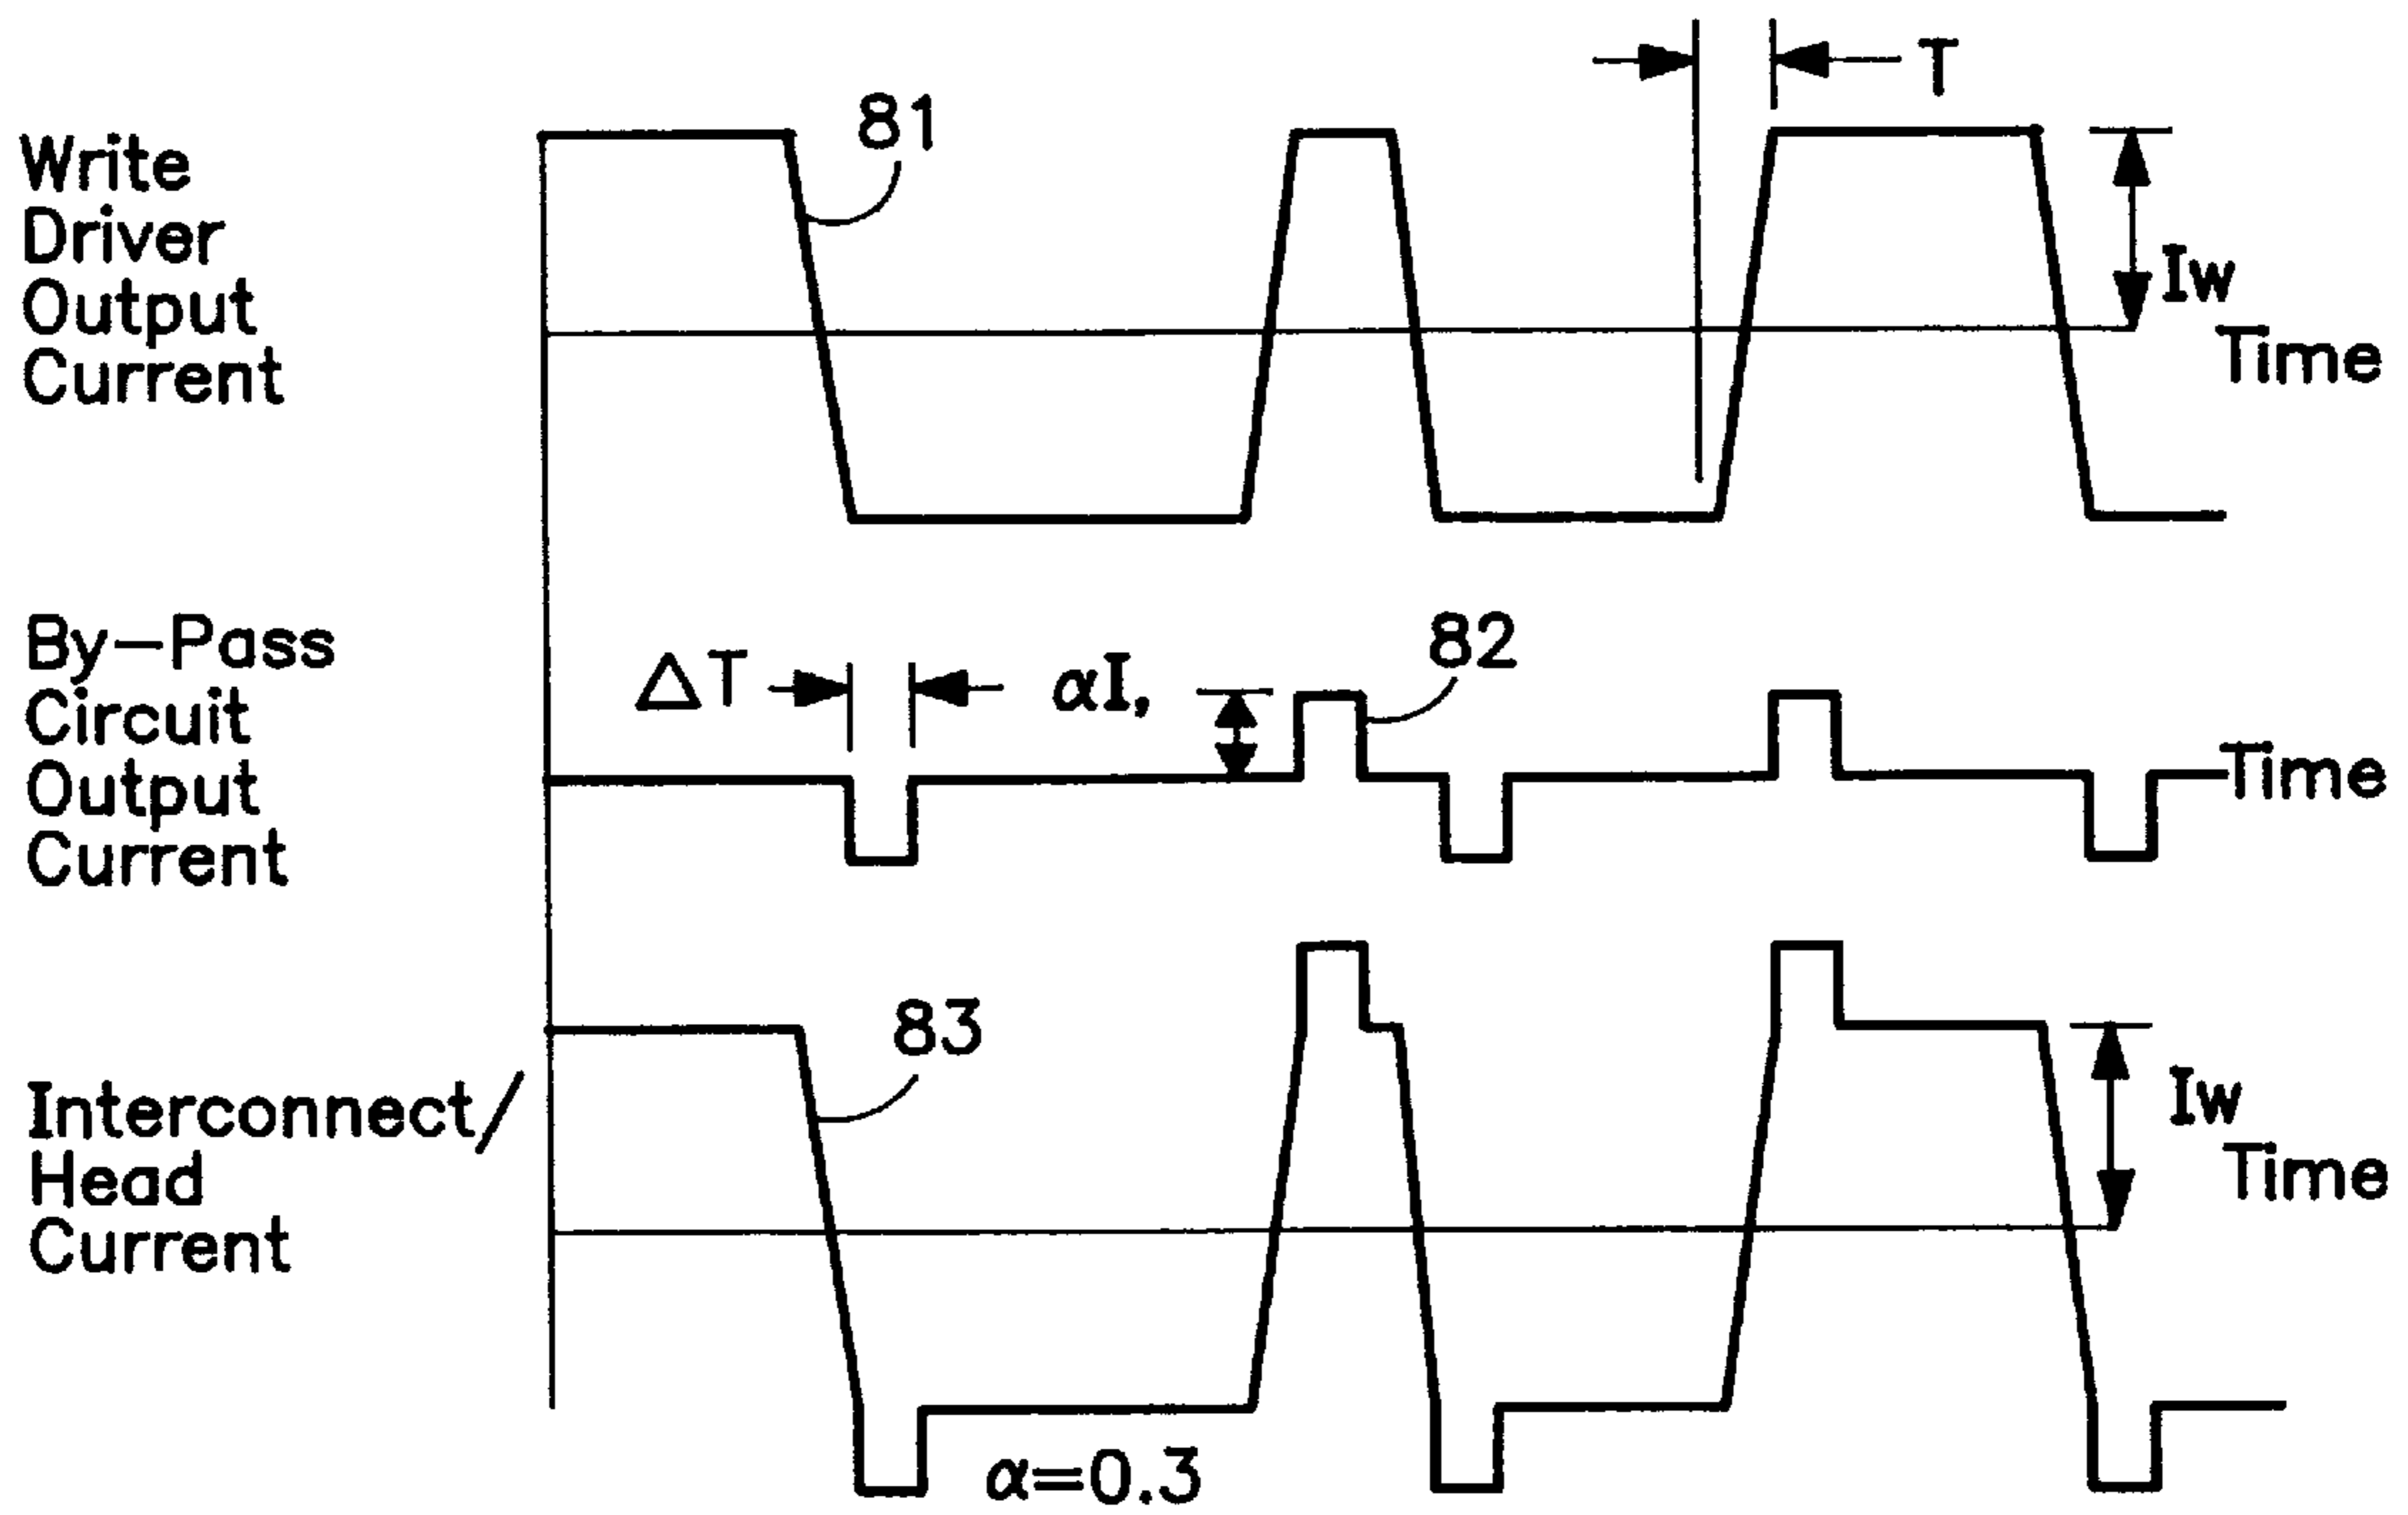 T
81
Write
Driver
Output
Current
Iw
Time
By-Pass
Circuit
Output
Current
ΔT
αI,
82
Time
83
Interconnect/
Head
Current
Iw
Time
α=0.3